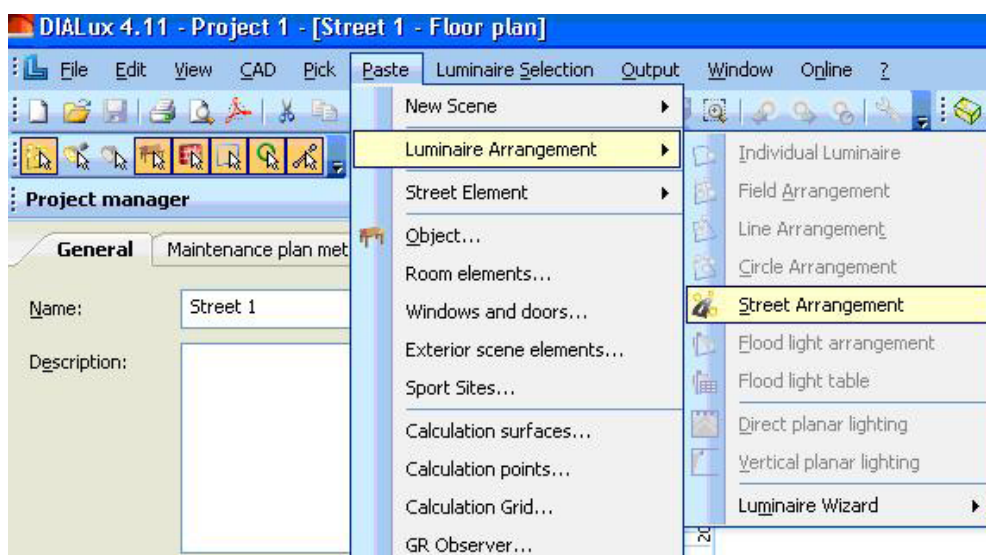 DIALux 4.11 - Project 1 - [Street 1 - Floor plan]
File Edit View CAD Pick Paste Luminaire Selection Output Window Online ?
New Scene
Luminaire Arrangement
Street Element
Object...
Room elements...
Windows and doors...
Exterior scene elements...
Sport Sites...
Calculation surfaces...
Calculation points...
Calculation Grid...
GR Observer...
Individual Luminaire
Field Arrangement
Line Arrangement
Circle Arrangement
Street Arrangement
Flood light arrangement
Flood light table
Direct planar lighting
Vertical planar lighting
Luminaire Wizard
Project manager
General Maintenance plan met
Name: Street 1
Description:
20